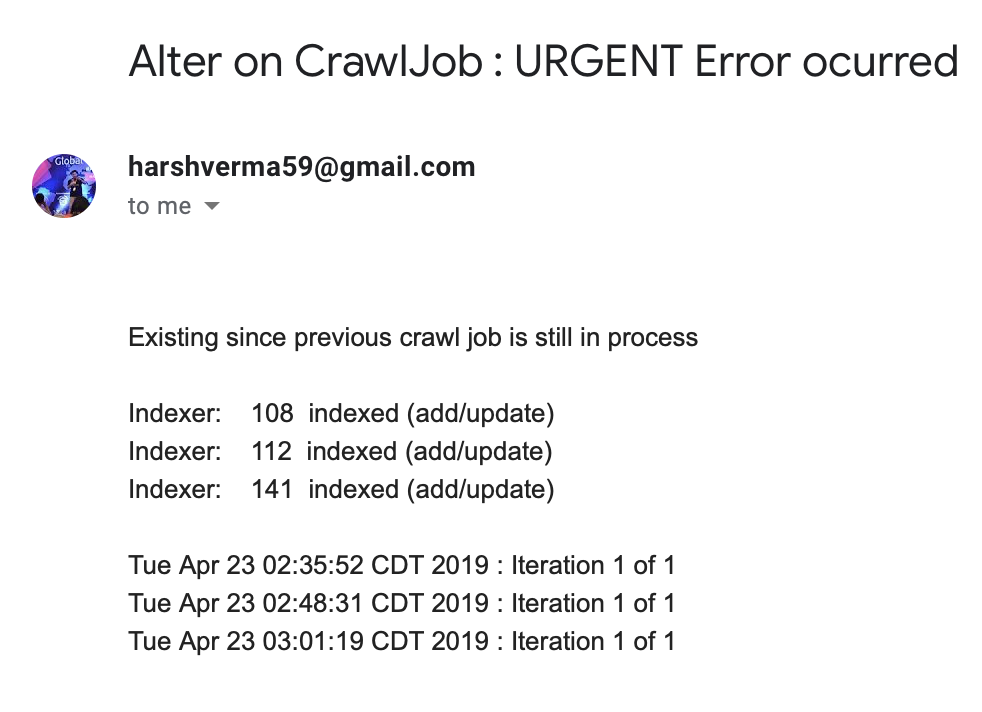 Alter on CrawlJob : URGENT Error ocurred
Global
harshverma59@gmail.com
to me
Existing since previous crawl job is still in process
Indexer: 108 indexed (add/update)
Indexer: 112 indexed (add/update)
Indexer: 141 indexed (add/update)
Tue Apr 23 02:35:52 CDT 2019 : Iteration 1 of 1
Tue Apr 23 02:48:31 CDT 2019 : Iteration 1 of 1
Tue Apr 23 03:01:19 CDT 2019 : Iteration 1 of 1